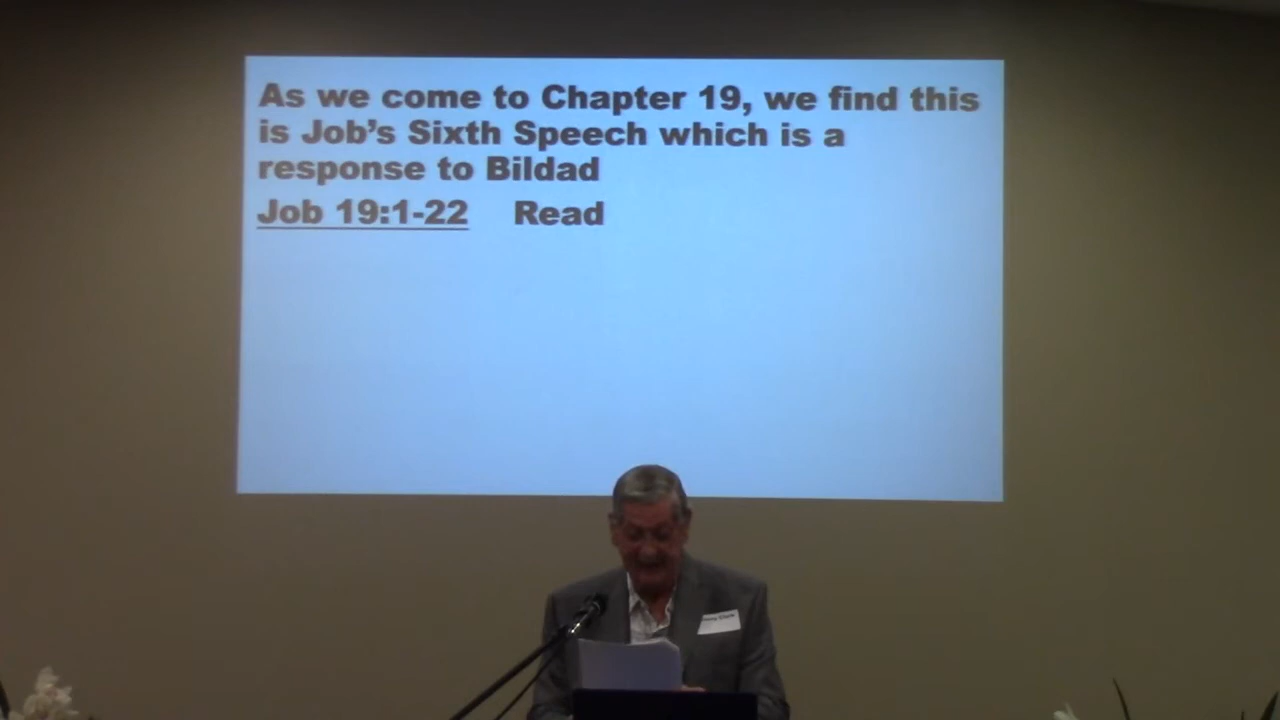 As we come to Chapter 19, we find this
is Job’s Sixth Speech which is a
response to Bildad
Job 19:1-22 Read